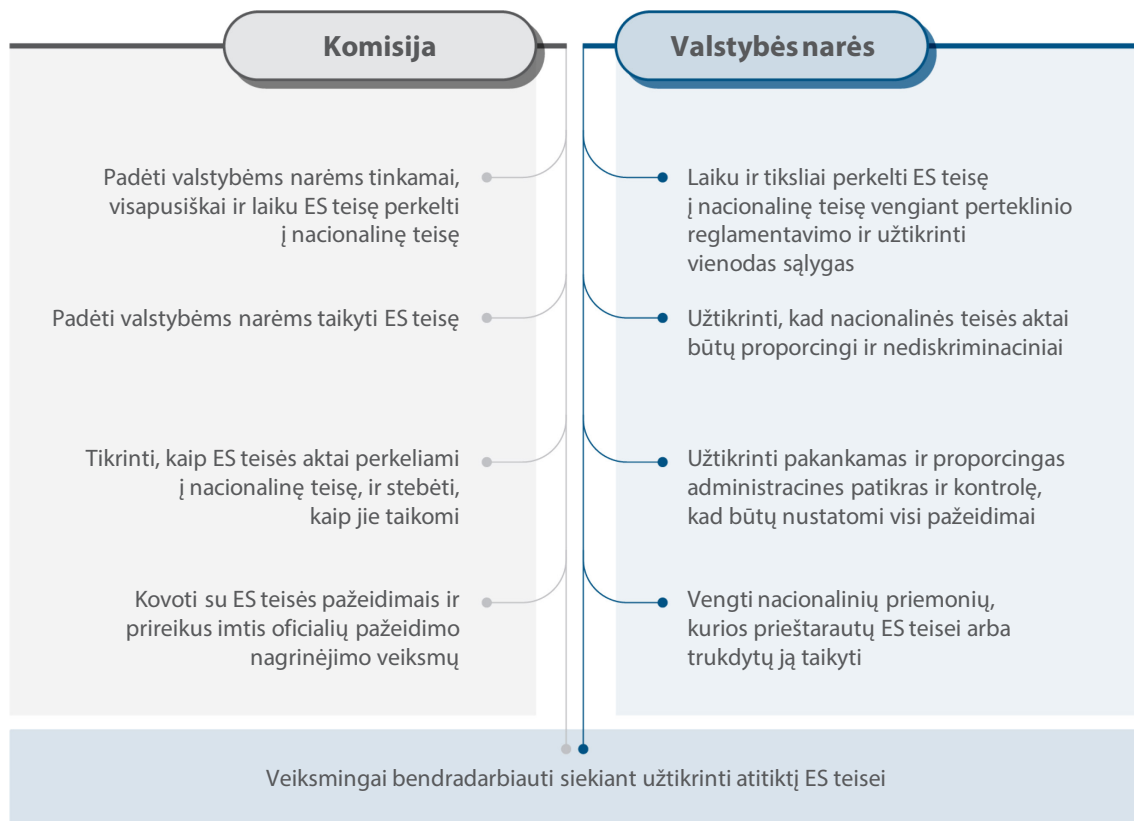 Komisija
Padėti valstybėms narėms tinkamai,
visapusiškai ir laiku ES teisę perkelti
į nacionalinę teisę
Padėti valstybėms narėms taikyti ES teisę
Tikrinti, kaip ES teisės aktai perkeliami
į nacionalinę teisę, ir stebėti,
kaip jie taikomi
Kovoti su ES teisės pažeidimais ir
prireikus imtis oficialių pažeidimo
nagrinėjimo veiksmų
Valstybės narės
Laiku ir tiksliai perkelti ES teisę
į nacionalinę teisę vengiant perteklinio
reglamentavimo ir užtikrinti
vienodas sąlygas
Užtikrinti, kad nacionalinės teisės aktai
būtų proporcingi ir nediskriminaciniai
Užtikrinti pakankamas ir proporcingas
administracines patikras ir kontrolę,
kad būtų nustatomi visi pažeidimai
Vengti nacionalinių priemonių,
kurios prieštarautų ES teisei arba
trukdytų ją taikyti
Veiksmingai bendradarbiauti siekiant užtikrinti atitiktį ES teisei